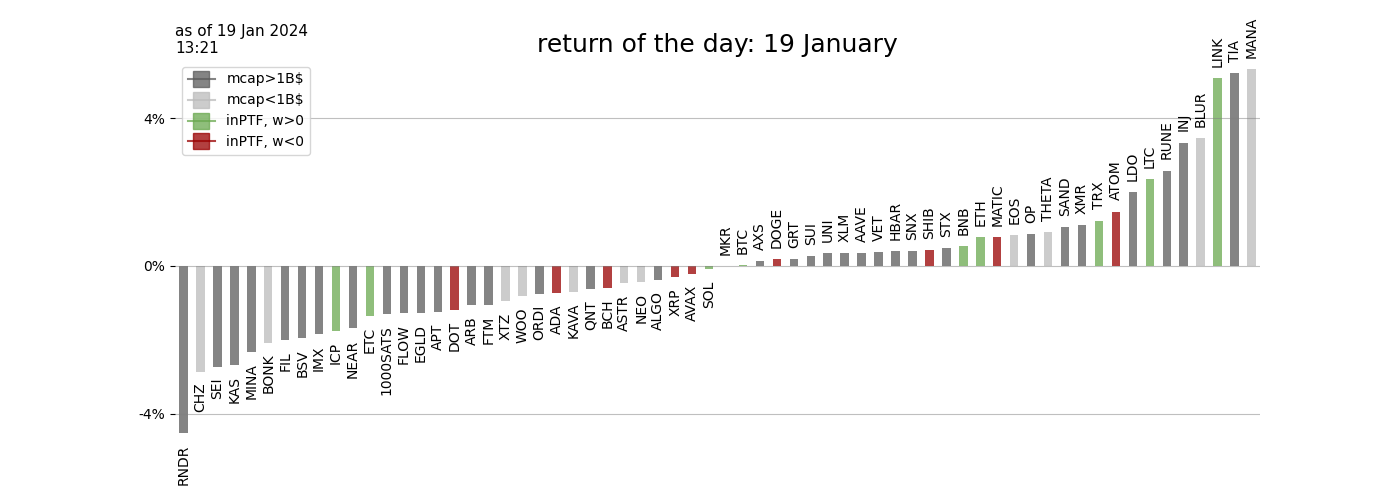 as of 19 Jan 2024
13:21
return of the day: 19 January
mcap>1B$
mcap<1B$
inPTF, w>0
inPTF, w<0
4%
0%
-4%
RNDR
CHZ
SEI
KAS
MINA
BONK
FIL
BSV
IMX
ICP
NEAR
ETC
1000SATS
FLOW
EGLD
APT
DOT
ARB
FTM
XTZ
WOO
ORDI
ADA
KAVA
QNT
BCH
ASTR
NEO
ALGO
XRP
AVAX
SOL
MKR
BTC
AXS
DOGE
GRT
SUI
UNI
XLM
AAVE
VET
HBAR
SNX
SHIB
STX
BNB
ETH
MATIC
EOS
OP
THETA
SAND
XMR
TRX
ATOM
LDO
LTC
RUNE
INJ
BLUR
LINK
TIA
MANA